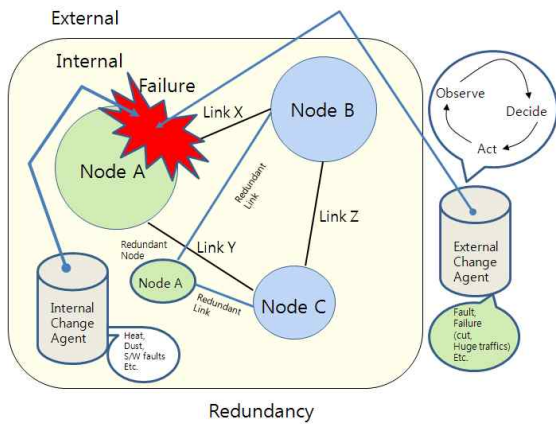 External
Internal
Failure
Link X
Node B
Node A
Observe
Decide
Act
Redundant
Link
Link Z
Link Y
Redundant
Node
Node A
Redundant
Link
Node C
Internal
Change
Agent
Heat,
Dust,
S/W faults
Etc.
External
Change
Agent
Fault,
Failure
(cut,
Huge traffics)
Etc.
Redundancy